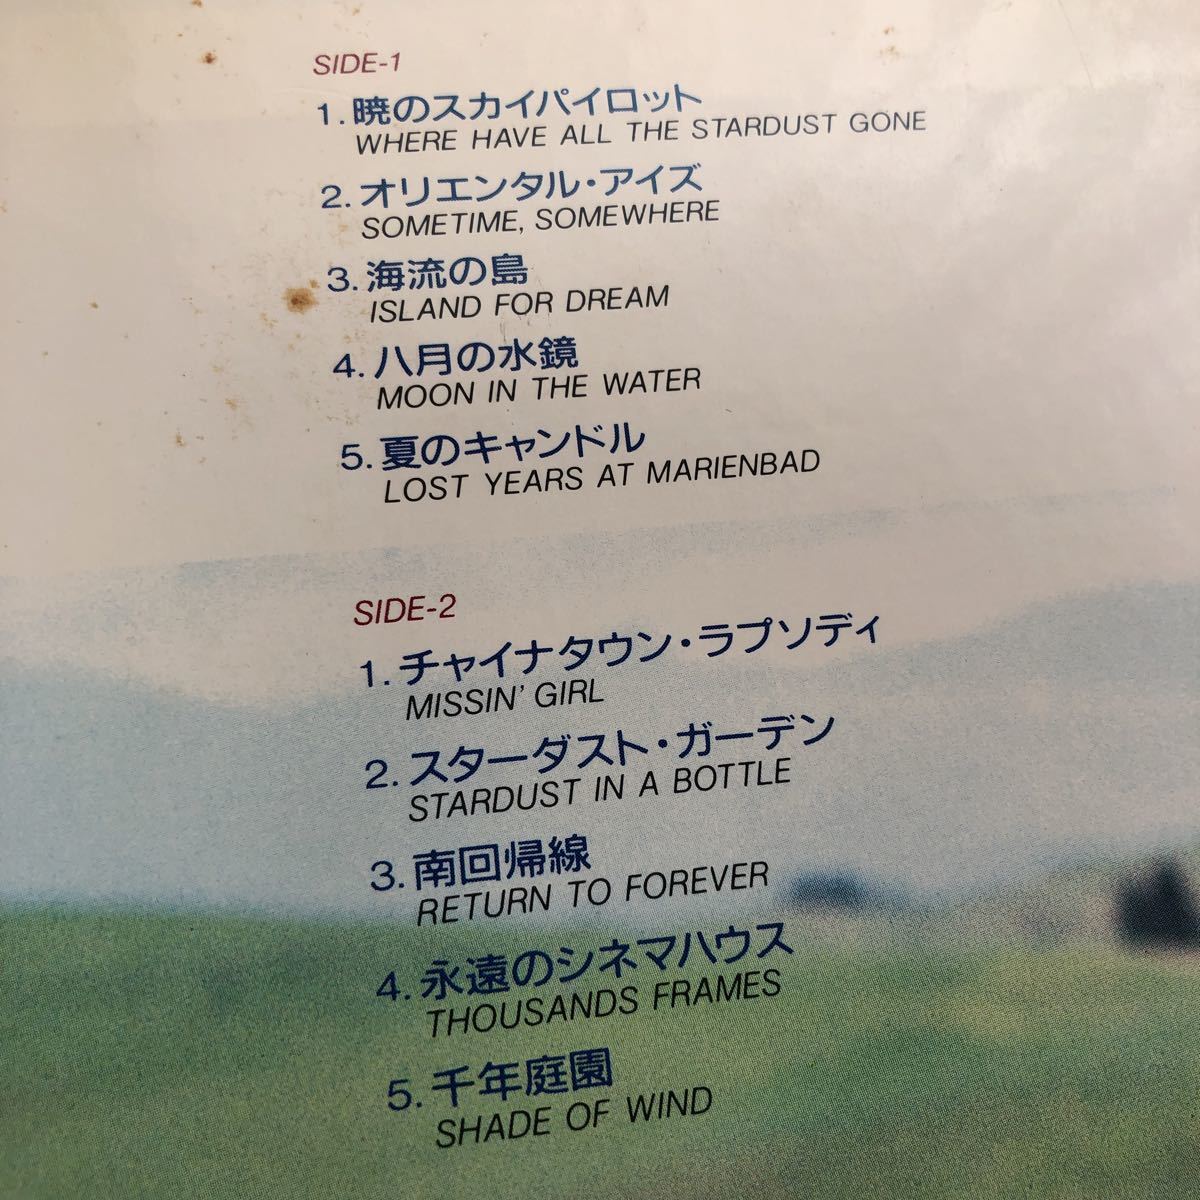 SIDE-1
1. 暁のスカイパイロット
WHERE HAVE ALL THE STARDUST GONE
2. オリエンタル・アイズ
SOMETIME, SOMEWHERE
3. 海流の島
ISLAND FOR DREAM
4. 八月の水鏡
MOON IN THE WATER
5. 夏のキャンドル
LOST YEARS AT MARIENBAD
SIDE-2
1. チャイナタウン・ラプソディ
MISSIN' GIRL
2. スターダスト・ガーデン
STARDUST IN A BOTTLE
3. 南回帰線
RETURN TO FOREVER
4. 永遠のシネマハウス
THOUSANDS FRAMES
5. 千年庭園
SHADE OF WIND